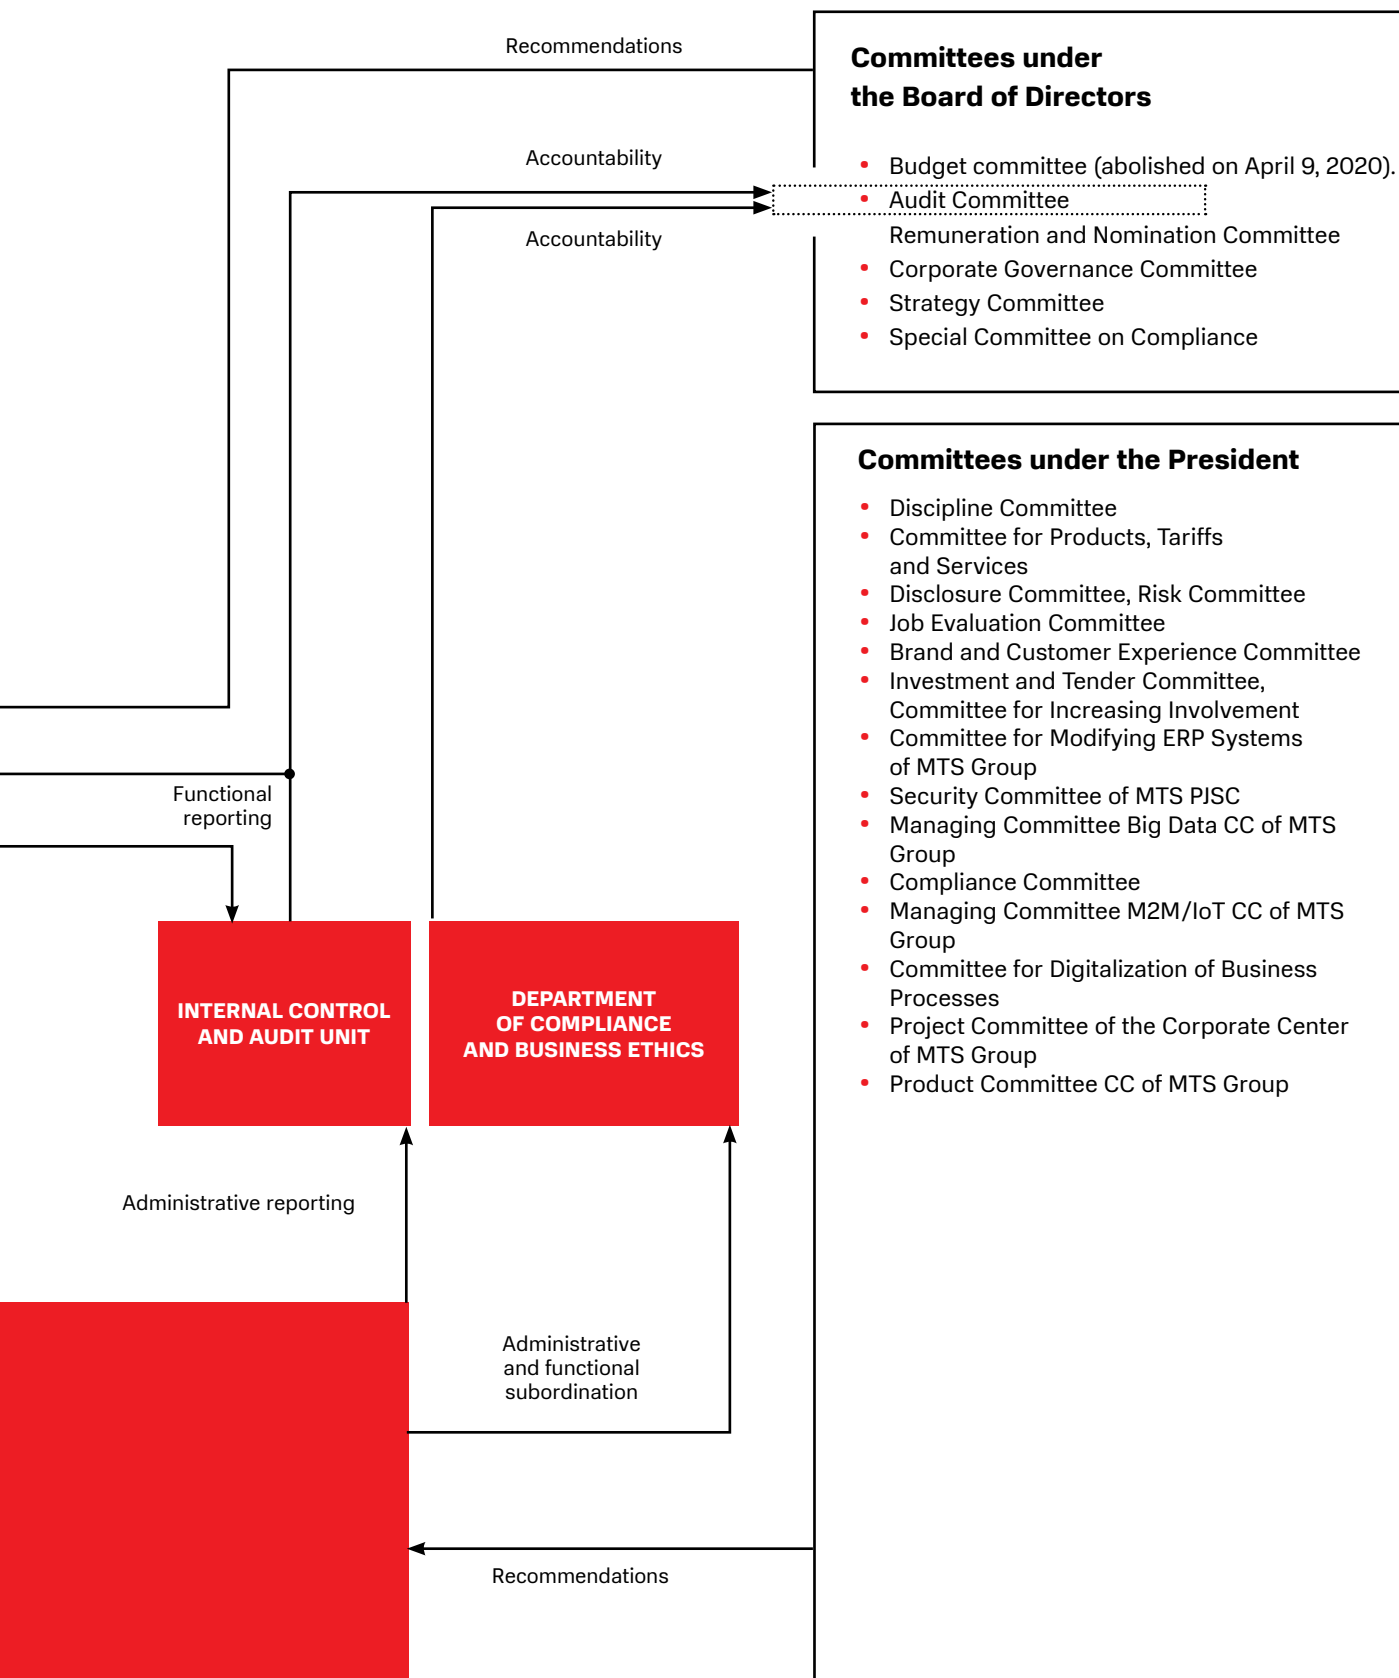 Recommendations
Committees under
the Board of Directors
Accountability
• Budget committee (abolished on April 9, 2020).
• Audit Committee
Remuneration and Nomination Committee
Accountability
• Corporate Governance Committee
• Strategy Committee
• Special Committee on Compliance
Committees under the President
• Discipline Committee
• Committee for Products, Tariffs
and Services
• Disclosure Committee, Risk Committee
• Job Evaluation Committee
• Brand and Customer Experience Committee
• Investment and Tender Committee,
Committee for Increasing Involvement
• Committee for Modifying ERP Systems
of MTS Group
• Security Committee of MTS PJSC
• Managing Committee Big Data CC of MTS
Group
• Compliance Committee
• Managing Committee M2M/IoT CC of MTS
Group
• Committee for Digitalization of Business
Processes
• Project Committee of the Corporate Center
of MTS Group
• Product Committee CC of MTS Group
Functional
reporting
INTERNAL CONTROL
AND AUDIT UNIT
DEPARTMENT
OF COMPLIANCE
AND BUSINESS ETHICS
Administrative reporting
Administrative
and functional
subordination
Recommendations